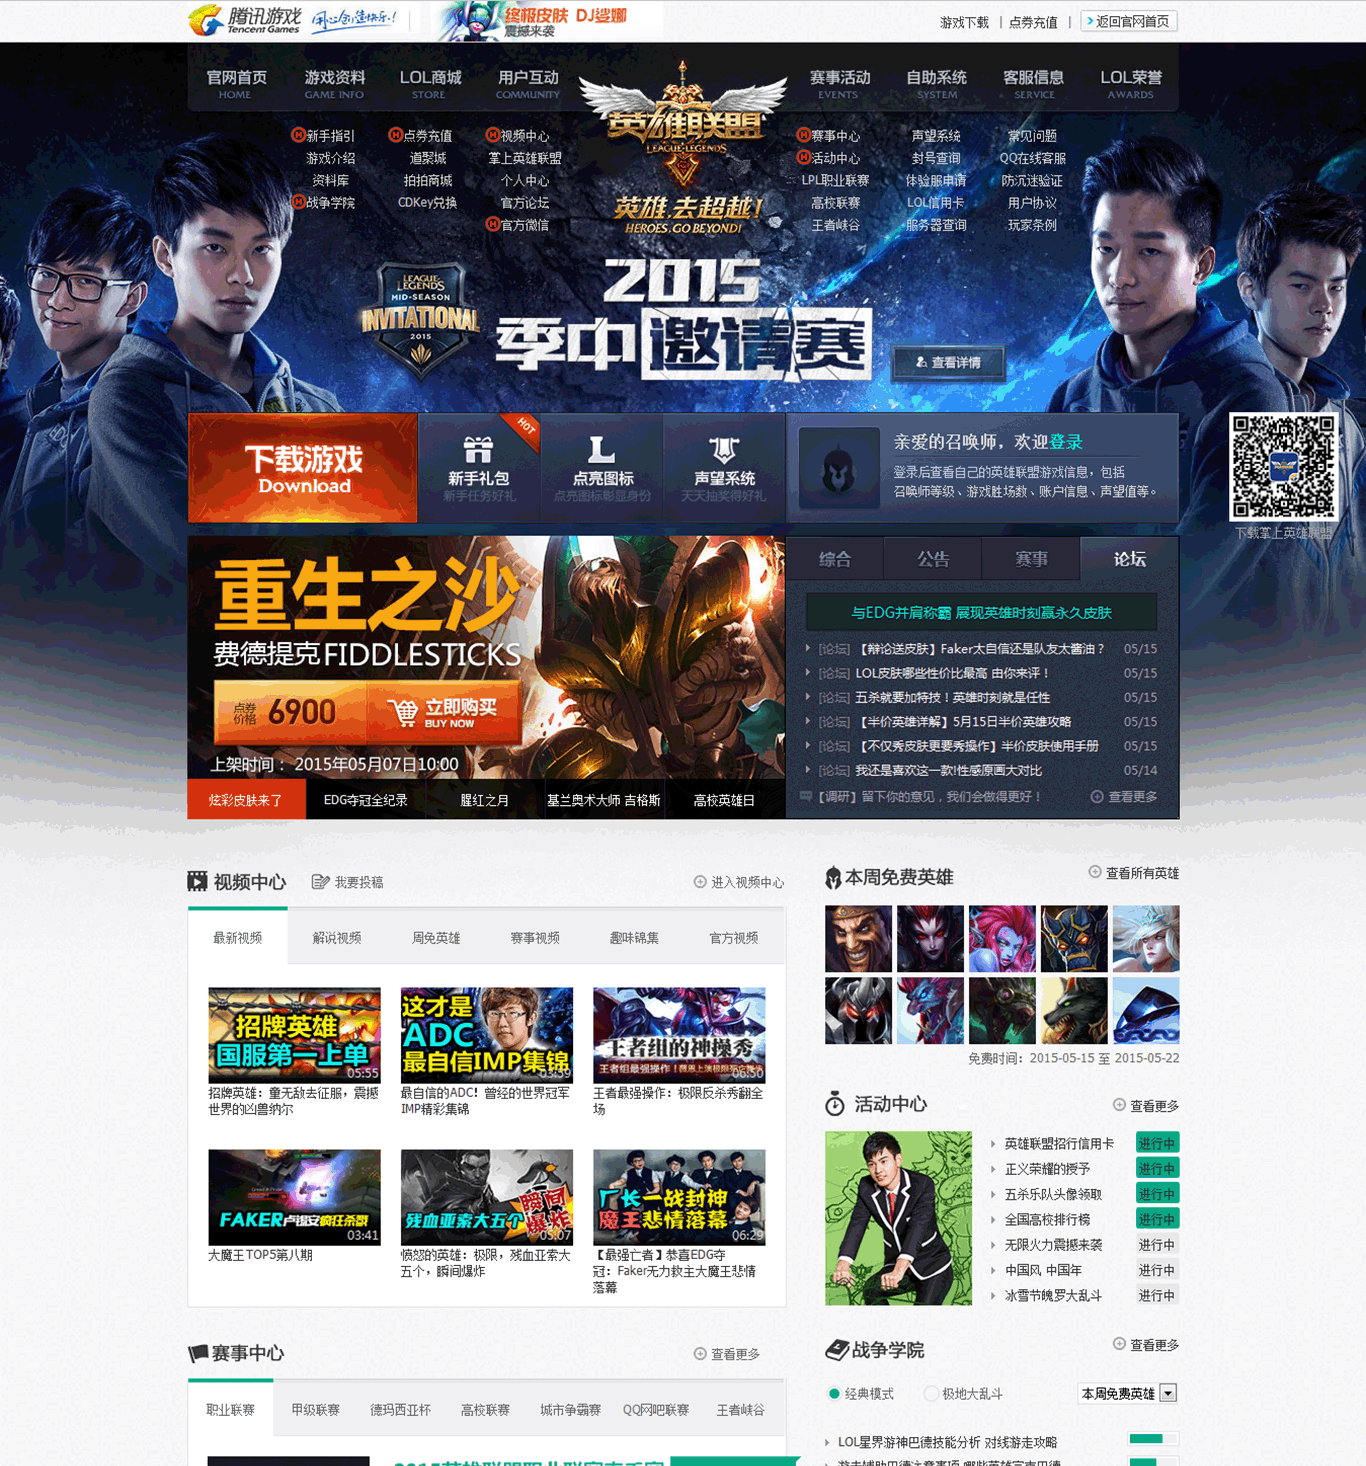 腾讯游戏 用心创造快乐!
Tencent Games
终极皮肤 DJ娑娜
震撼来袭
游戏下载 | 点券充值 | 返回官网首页
官网首页 游戏资料 LOL商城 用户互动 赛事活动 自助系统 客服信息 LOL荣誉
HOME GAME INFO STORE COMMUNITY EVENTS SYSTEM SERVICE AWARDS
英雄联盟
LEAGUE OF LEGENDS
新手指引 点券充值 视频中心 赛事中心 声望系统 常见问题
游戏介绍 道聚城 掌上英雄联盟 活动中心 封号查询 QQ在线客服
资料库 拍拍商城 个人中心 LPL职业联赛 体验服申请 防沉迷验证
战争学院 CDKey兑换 官方论坛 高校联赛 LOL信用卡 用户协议
官方微信 王者峡谷 服务器查询 玩家条例
英雄,去超越!
HEROES, GO BEYOND!
LEAGUE OF LEGENDS
MID-SEASON
INVITATIONAL
2015
2015
季中邀请赛
查看详情
下载游戏
Download
HOT
新手礼包
新手任务好礼
点亮图标
点亮图标彰显身份
声望系统
天天抽奖得好礼
亲爱的召唤师，欢迎登录
登录后查看自己的英雄联盟游戏信息，包括
召唤师等级、游戏胜场数、账户信息、声望值等。
下载掌上英雄联盟
重生之沙
费德提克FIDDLESTICKS
点券价格 6900 立即购买
BUY NOW
上架时间： 2015年05月07日10:00
炫彩皮肤来了 EDG夺冠全纪录 腥红之月 基兰奥术大师 吉格斯 高校英雄日
综合 公告 赛事 论坛
与EDG并肩称霸 展现英雄时刻赢永久皮肤
[论坛] 【辩论送皮肤】Faker太自信还是队友太酱油？ 05/15
[论坛] LOL皮肤哪些性价比最高 由你来评！ 05/15
[论坛] 五杀就要加特技！英雄时刻就是任性 05/15
[论坛] 【半价英雄详解】5月15日半价英雄攻略 05/15
[论坛] 【不仅秀皮肤更要秀操作】半价皮肤使用手册 05/15
[论坛] 我还是喜欢这一款!性感原画大对比 05/14
【调研】留下你的意见，我们会做得更好！ 查看更多
视频中心 我要投稿 进入视频中心
最新视频 解说视频 周免英雄 赛事视频 趣味锦集 官方视频
招牌英雄
国服第一上单
05:55
招牌英雄：童无敌去征服，震撼
世界的凶兽纳尔
这才是
ADC
最自信IMP集锦
03:59
最自信的ADC！曾经的世界冠军
IMP精彩集锦
王者组的神操秀
06:50
王者最强操作：极限反杀秀翻全
场
FAKER卢锡安疯狂杀戮
03:41
大魔王TOP5第八期
瞬间爆炸
残血亚索大五个
05:07
愤怒的英雄：极限，残血亚索大
五个，瞬间爆炸
厂长一战封神
魔王悲情落幕
06:29
【最强亡者】恭喜EDG夺
冠：Faker无力救主大魔王悲情
落幕
本周免费英雄 查看所有英雄
免费时间：2015-05-15 至 2015-05-22
活动中心 查看更多
英雄联盟招行信用卡 进行中
正义荣耀的授予 进行中
五杀乐队头像领取 进行中
全国高校排行榜 进行中
无限火力震撼来袭 进行中
中国风 中国年 进行中
冰雪节魄罗大乱斗 进行中
赛事中心 查看更多
职业联赛 甲级联赛 德玛西亚杯 高校联赛 城市争霸赛 QQ网吧联赛 王者峡谷
战争学院 查看更多
经典模式 极地大乱斗 本周免费英雄
LOL星界游神巴德技能分析 对线游走攻略